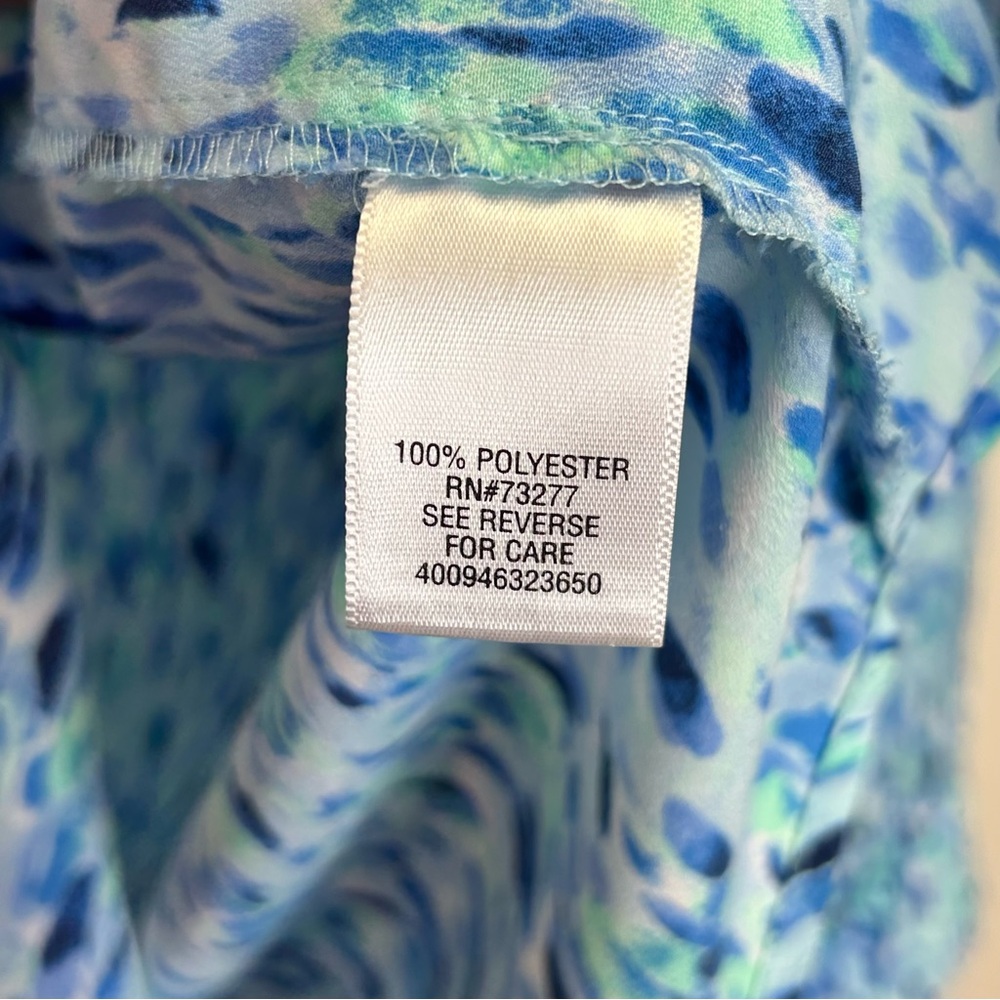 100% POLYESTER
RN#73277
SEE REVERSE
FOR CARE
400946323650